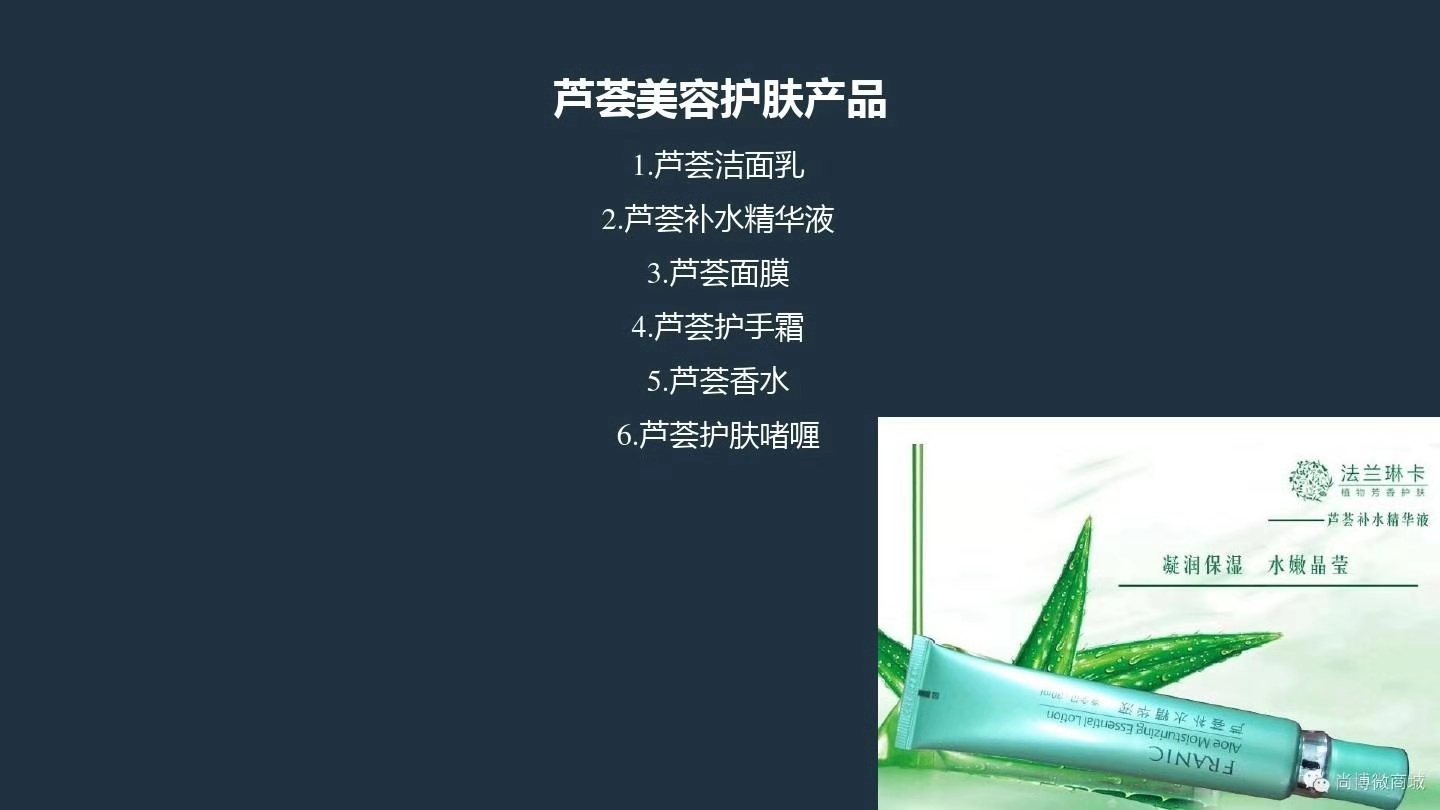 芦荟美容护肤产品
1.芦荟洁面乳
2.芦荟补水精华液
3.芦荟面膜
4.芦荟护手霜
5.芦荟香水
6.芦荟护肤啫喱
法兰琳卡
植物芳香护肤
芦荟补水精华液
凝润保湿 水嫩晶莹
FRANIC
Aloe Moisturizing Essential Lotion
芦荟补水精华液
尚博微商城